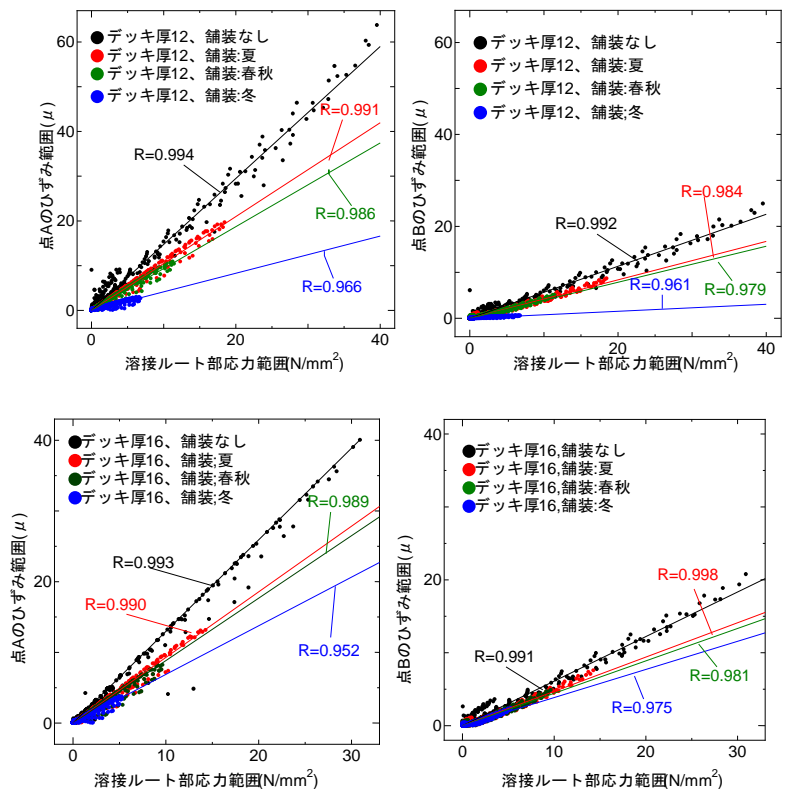 デッキ厚12、舗装なし
デッキ厚12、舗装:夏
デッキ厚12、舗装:春秋
デッキ厚12、舗装:冬
R=0.994
R=0.991
R=0.986
R=0.966
60
40
20
0
0
20
40
点Aのひずみ範囲(μ)
溶接ルート部応力範囲(N/mm²)
デッキ厚12、舗装なし
デッキ厚12、舗装:夏
デッキ厚12、舗装:春秋
デッキ厚12、舗装;冬
R=0.992
R=0.984
R=0.979
R=0.961
60
40
20
0
0
20
40
点Bのひずみ範囲(μ)
溶接ルート部応力範囲(N/mm²)
デッキ厚16、舗装なし
デッキ厚16、舗装;夏
デッキ厚16、舗装;春秋
デッキ厚16、舗装;冬
R=0.989
R=0.993
R=0.990
R=0.952
40
20
0
0
10
20
30
点Aのひずみ範囲(μ)
溶接ルート部応力範囲(N/mm²)
デッキ厚16,舗装なし
デッキ厚16,舗装:夏
デッキ厚16,舗装:春秋
デッキ厚16,舗装:冬
R=0.998
R=0.991
R=0.981
R=0.975
40
20
0
0
10
20
30
点Bのひずみ範囲(μ)
溶接ルート部応力範囲(N/mm²)